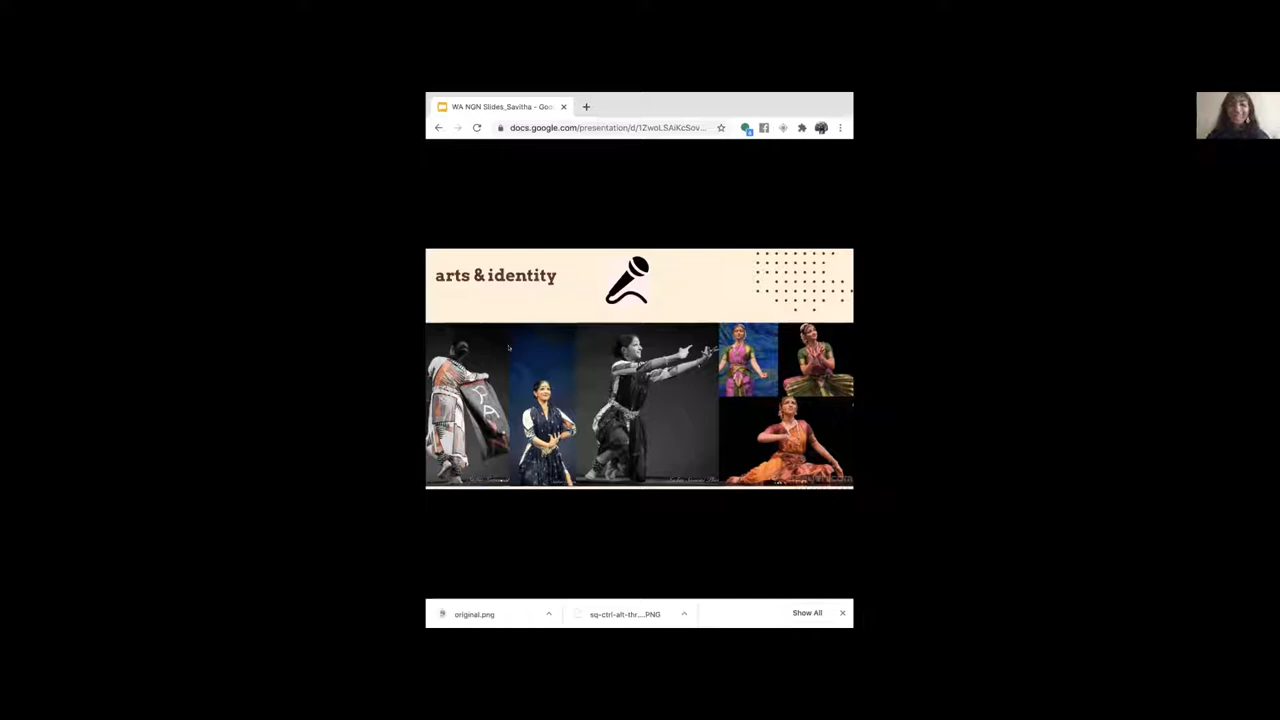 WA NGN Slides_Savitha - Goo
docs.google.com/presentation/d/1ZwoLSAiKcSov...
arts & identity
original.png
sq-ctrl-alt-thr....PNG
Show All